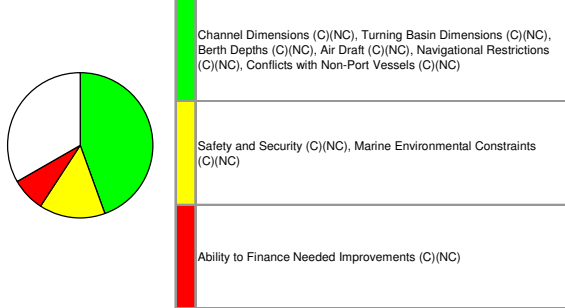 Channel Dimensions (C)(NC), Turning Basin Dimensions (C)(NC),
Berth Depths (C)(NC), Air Draft (C)(NC), Navigational Restrictions
(C)(NC), Conflicts with Non-Port Vessels (C)(NC)
Safety and Security (C)(NC), Marine Environmental Constraints
(C)(NC)
Ability to Finance Needed Improvements (C)(NC)